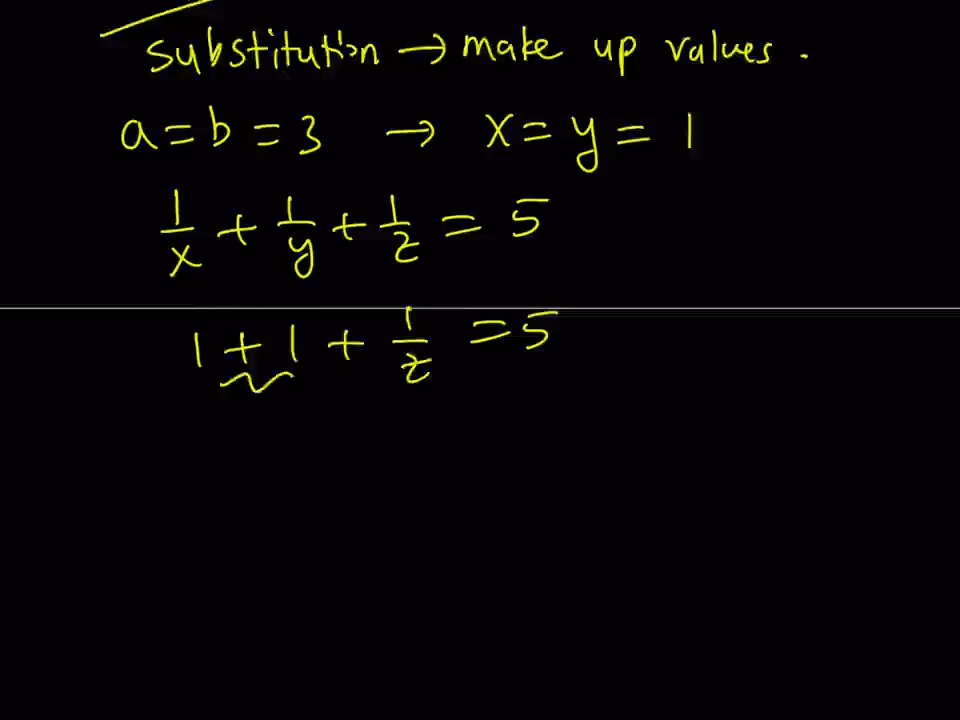 substitution → make up values .
a = b = 3 → x = y = 1
1/x + 1/y + 1/z = 5
1 + 1 + 1/z = 5